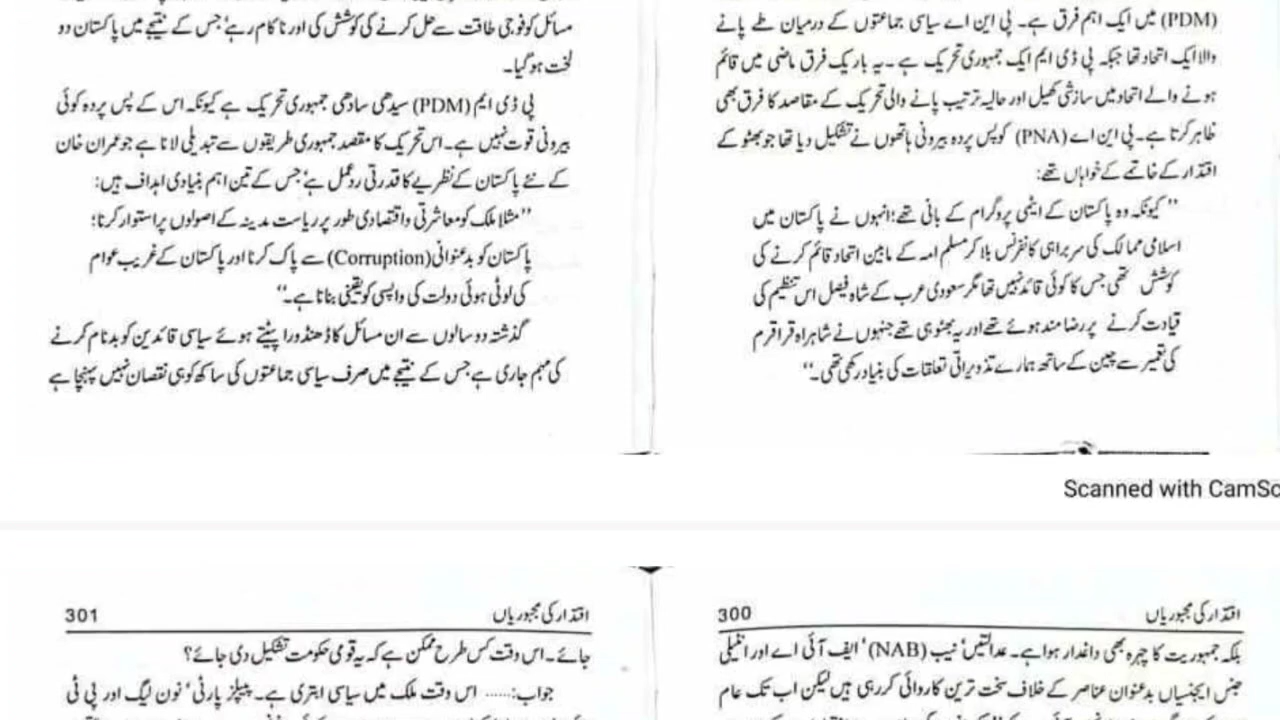 (PDM) میں ایک اہم فرق ہے۔ پی این اے سیاسی جماعتوں کے درمیان طے پانے
والا ایک اتحاد تھا جبکہ پی ڈی ایم ایک جمہوری تحریک ہے۔ یہ باریک فرق ماضی میں قائم
ہونے والے اتحاد میں سازشی کھیل اور حالیہ ترتیب پانے والی تحریک کے مقاصد کا فرق بھی
ظاہر کرتا ہے۔ پی این اے (PNA) کو پس پردہ بیرونی ہاتھوں نے تشکیل دیا تھا جو بھٹو کے
اقتدار کے خاتمے کے خواہاں تھے:
"کیونکہ وہ پاکستان کے ایٹمی پروگرام کے بانی تھے؛ انہوں نے پاکستان میں
اسلامی ممالک کی سربراہی کانفرنس بلا کر مسلم امہ کے مابین اتحاد قائم کرنے کی
کوشش تھی جس کا کوئی قائد نہیں تھا مگر سعودی عرب کے شاہ فیصل اس تنظیم کی
قیادت کرنے پر رضامند ہوئے تھے اور یہ بھٹو ہی تھے جنہوں نے شاہراہ قراقرم
کی تعمیر سے چین کے ساتھ ہمارے تذویراتی تعلقات کی بنیاد رکھی تھی۔"
مسائل کو فوجی طاقت سے حل کرنے کی کوشش کی اور ناکام رہے، جس کے نتیجے میں پاکستان دو
لخت ہو گیا۔
پی ڈی ایم (PDM) سیدھی سادھی جمہوری تحریک ہے کیونکہ اس کے پس پردہ کوئی
بیرونی قوت نہیں ہے۔ اس تحریک کا مقصد جمہوری طریقوں سے تبدیلی لانا ہے جو عمران خان
کے نئے پاکستان کے نظریے کا قدرتی ردعمل ہے، جس کے تین اہم بنیادی اہداف ہیں:
"مثلا ملک کو معاشرتی و اقتصادی طور پر ریاست مدینہ کے اصولوں پر استوار کرنا؛
پاکستان کو بدعنوانی (Corruption) سے پاک کرنا اور پاکستان کے غریب عوام
کی لوٹی ہوئی دولت کی واپسی کو یقینی بنانا ہے۔"
گذشتہ دو سالوں سے ان مسائل کا ڈھنڈورا پیٹتے ہوئے سیاسی قائدین کو بدنام کرنے
کی مہم جاری ہے جس کے نتیجے میں صرف سیاسی جماعتوں کی ساکھ کو ہی نقصان نہیں پہنچا ہے
Scanned with CamSc
اقتدار کی مجبوریاں 300
بلکہ جمہوریت کا چہرہ بھی داغدار ہوا ہے۔ عدالتیں، نیب (NAB)، ایف آئی اے اور انٹیلی
جنس ایجنسیاں بدعنوان عناصر کے خلاف سخت ترین کاروائی کر رہی ہیں لیکن اب تک عام
اقتدار کی مجبوریاں 301
جائے۔ اس وقت کس طرح ممکن ہے کہ یہ قومی حکومت تشکیل دی جائے؟
جواب:...... اس وقت ملک میں سیاسی ابتری ہے۔ پیپلز پارٹی، نون لیگ اور پی ٹی